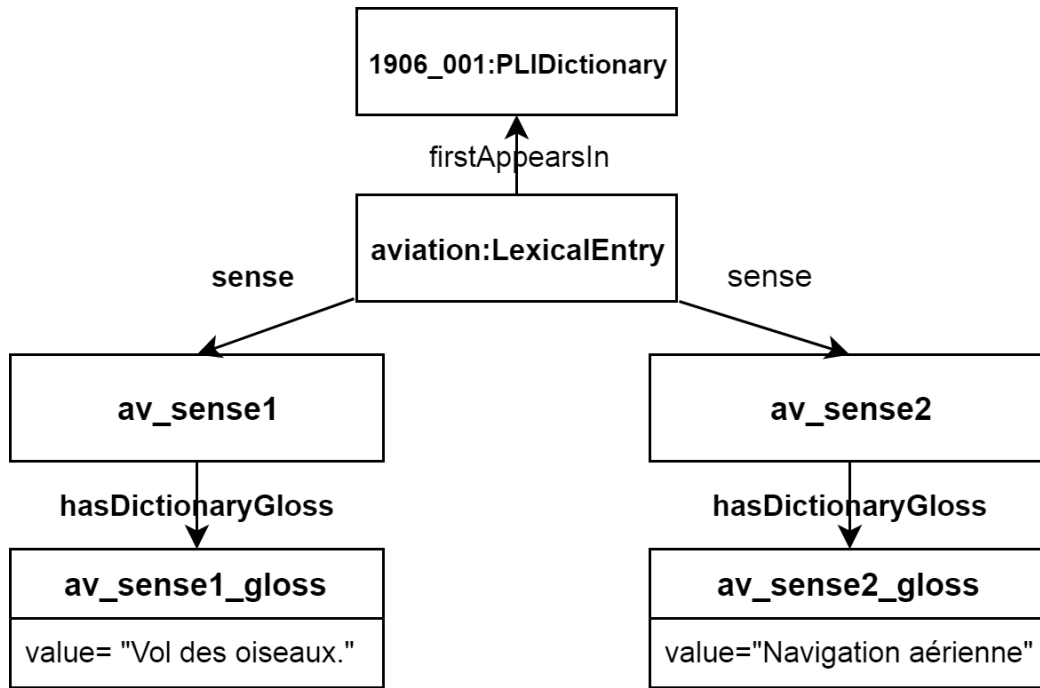 1906_001:PLIDictionary
firstAppearsIn
aviation:LexicalEntry
sense
sense
av_sense1
av_sense2
hasDictionaryGloss
hasDictionaryGloss
av_sense1_gloss
av_sense2_gloss
value= "Vol des oiseaux."
value="Navigation aérienne"